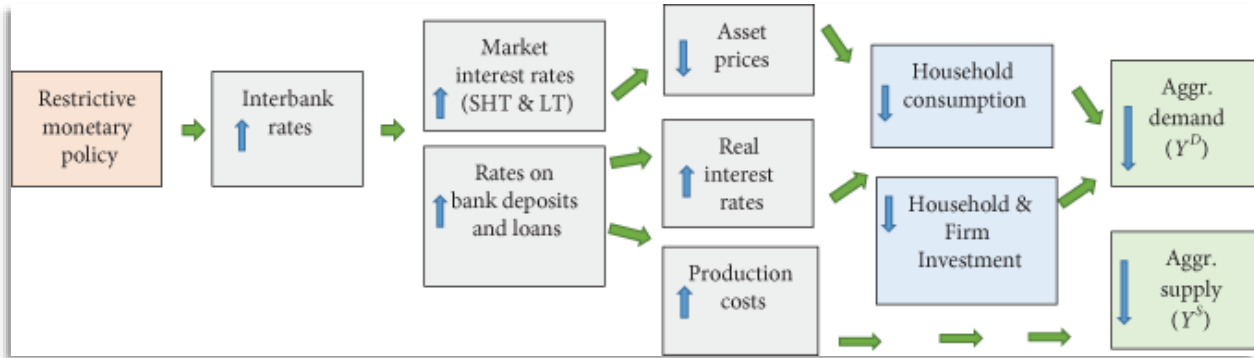 Restrictive
monetary
policy
Interbank
rates
Market
interest rates
(SHT & LT)
Rates on
bank deposits
and loans
Asset
prices
Real
interest
rates
Production
costs
Household
consumption
Household &
Firm
Investment
Aggr.
demand
(Y^D)
Aggr.
supply
(Y^S)